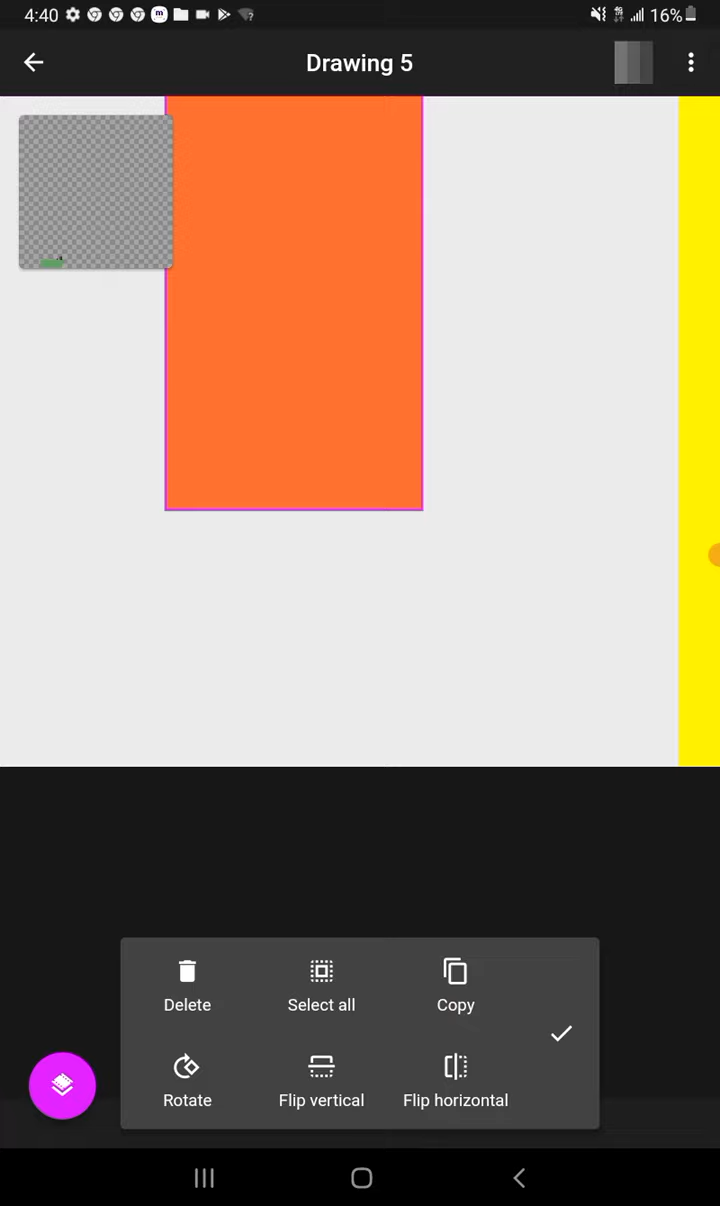 4:40
16%
Drawing 5
Delete
Select all
Copy
Rotate
Flip vertical
Flip horizontal